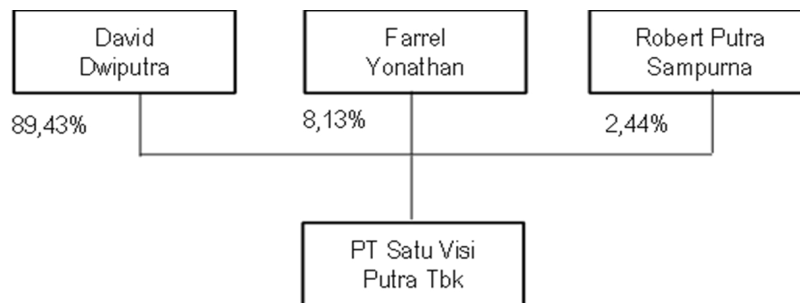 David
Dwiputra
Farrel
Yonathan
Robert Putra
Sampurna
89,43%
8,13%
2,44%
PT Satu Visi
Putra Tbk